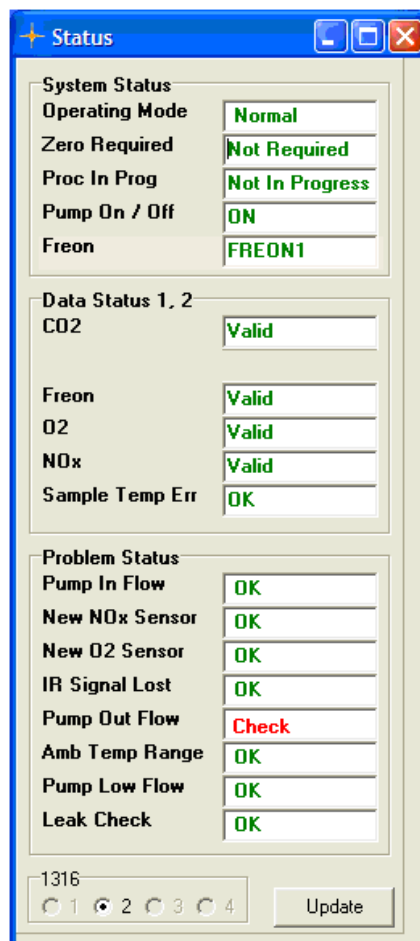 Status
System Status
Operating Mode Normal
Zero Required Not Required
Proc In Prog Not In Progress
Pump On / Off ON
Freon FREON1
Data Status 1, 2
CO2 Valid
Freon Valid
O2 Valid
NOx Valid
Sample Temp Err OK
Problem Status
Pump In Flow OK
New NOx Sensor OK
New O2 Sensor OK
IR Signal Lost OK
Pump Out Flow Check
Amb Temp Range OK
Pump Low Flow OK
Leak Check OK
1316
1 2 3 4 Update